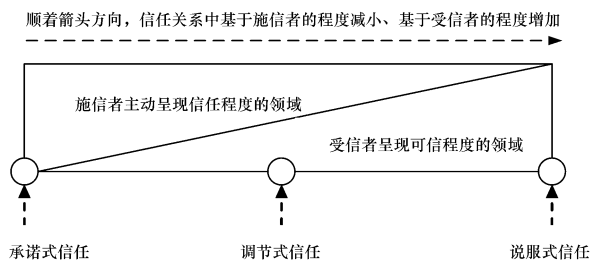 顺着箭头方向，信任关系中基于施信者的程度减小、基于受信者的程度增加
施信者主动呈现信任程度的领域
受信者呈现可信程度的领域
承诺式信任
调节式信任
说服式信任